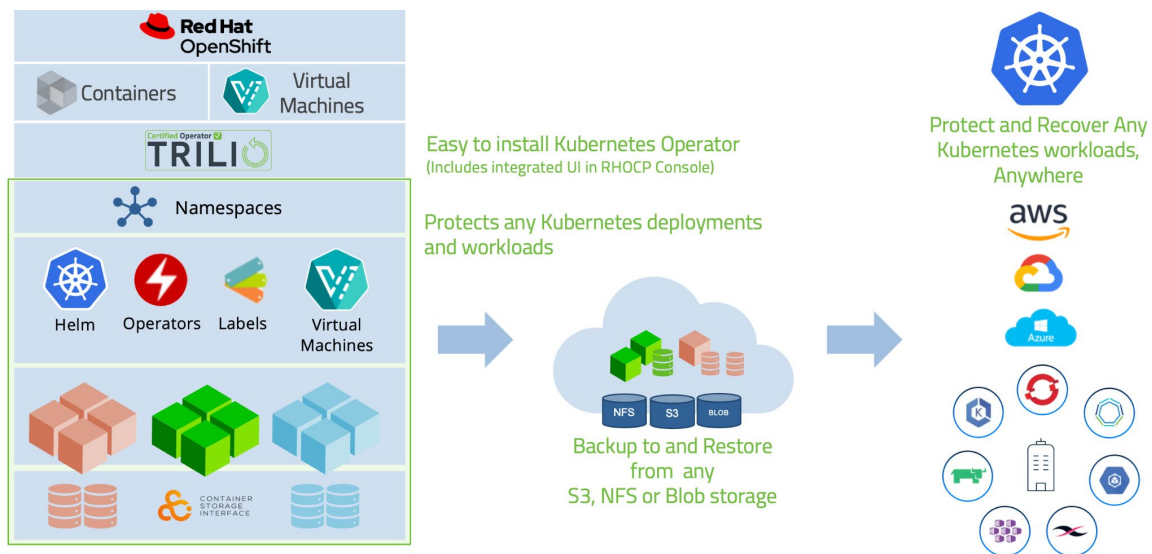 Red Hat
OpenShift
Containers
Virtual
Machines
Certified Operator
TRILIO
Namespaces
Helm
Operators
Labels
Virtual
Machines
CONTAINER
STORAGE
INTERFACE
Easy to install Kubernetes Operator
(Includes integrated UI in RHOCP Console)
Protects any Kubernetes deployments
and workloads
NFS
S3
BLOB
Backup to and Restore
from any
S3, NFS or Blob storage
Protect and Recover Any
Kubernetes workloads,
Anywhere
aws
Azure
K